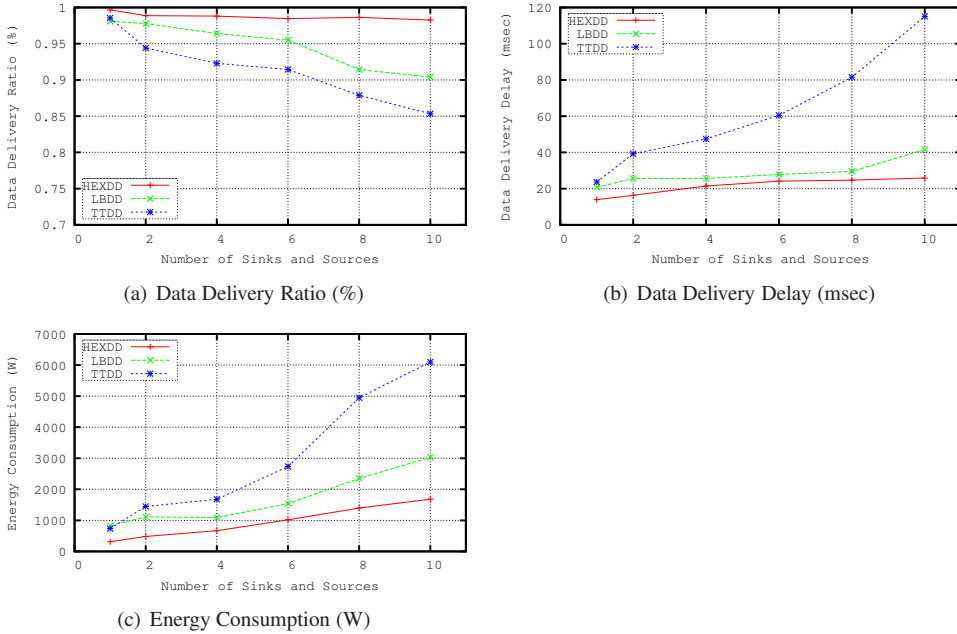 Data Delivery Ratio (%)
1
0.95
0.9
0.85
0.8
0.75
0.7
HEXDD
LBDD
TTDD
0 2 4 6 8 10
Number of Sinks and Sources
(a) Data Delivery Ratio (%)
Data Delivery Delay (msec)
120
100
80
60
40
20
0
HEXDD
LBDD
TTDD
0 2 4 6 8 10
Number of Sinks and Sources
(b) Data Delivery Delay (msec)
Energy Consumption (W)
7000
6000
5000
4000
3000
2000
1000
0
HEXDD
LBDD
TTDD
0 2 4 6 8 10
Number of Sinks and Sources
(c) Energy Consumption (W)